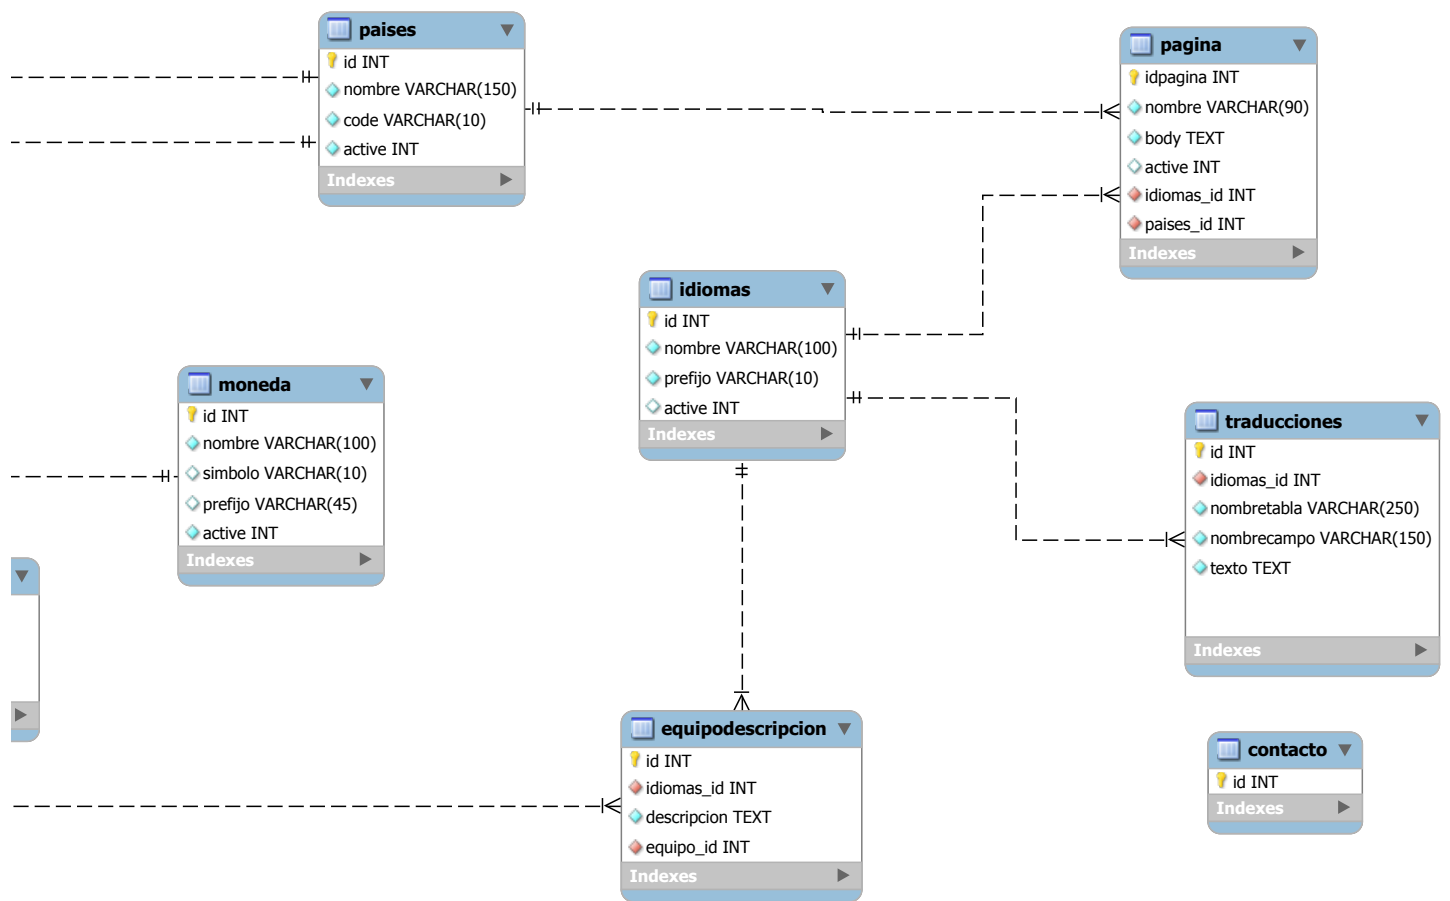 paises
id INT
nombre VARCHAR(150)
code VARCHAR(10)
active INT
Indexes
pagina
idpagina INT
nombre VARCHAR(90)
body TEXT
active INT
idiomas_id INT
paises_id INT
Indexes
idiomas
id INT
nombre VARCHAR(100)
prefijo VARCHAR(10)
active INT
Indexes
moneda
id INT
nombre VARCHAR(100)
simbolo VARCHAR(10)
prefijo VARCHAR(45)
active INT
Indexes
traducciones
id INT
idiomas_id INT
nombretabla VARCHAR(250)
nombrecampo VARCHAR(150)
texto TEXT
Indexes
equipodescripcion
id INT
idiomas_id INT
descripcion TEXT
equipo_id INT
Indexes
contacto
id INT
Indexes